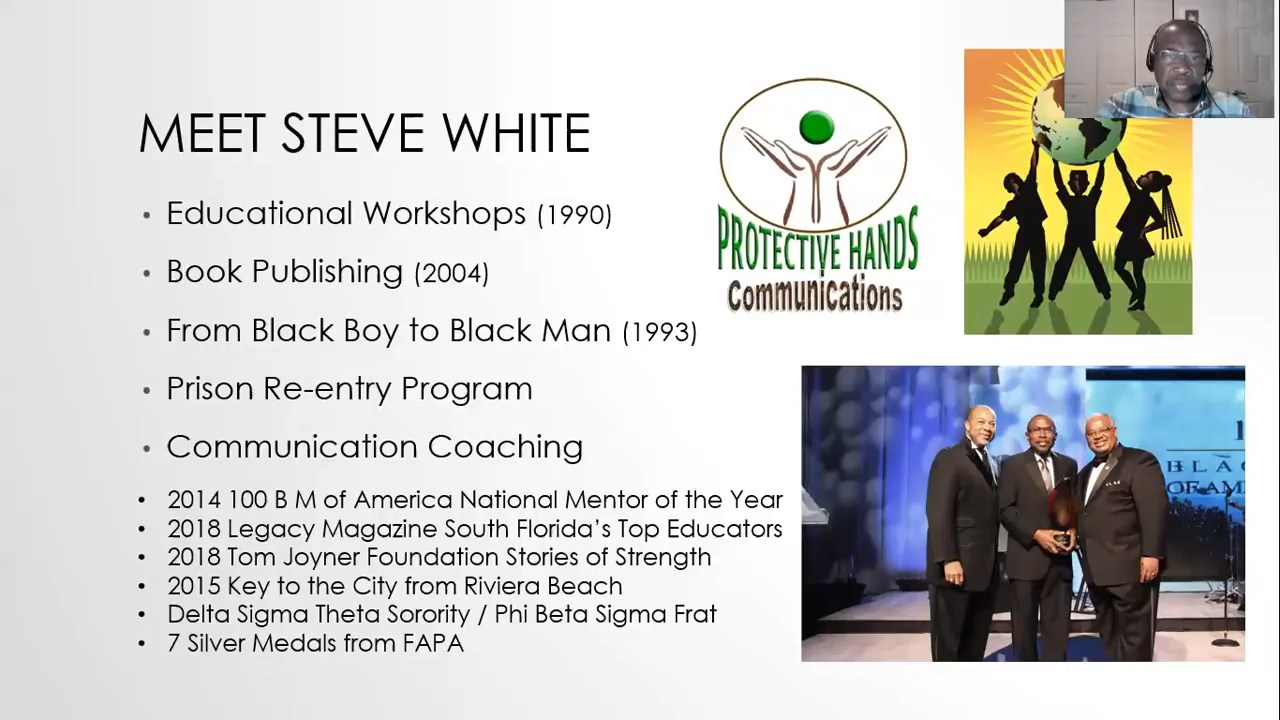 MEET STEVE WHITE
Educational Workshops (1990)
Book Publishing (2004)
From Black Boy to Black Man (1993)
Prison Re-entry Program
Communication Coaching
2014 100 B M of America National Mentor of the Year
2018 Legacy Magazine South Florida's Top Educators
2018 Tom Joyner Foundation Stories of Strength
2015 Key to the City from Riviera Beach
Delta Sigma Theta Sorority / Phi Beta Sigma Frat
7 Silver Medals from FAPA
PROTECTIVE HANDS
Communications